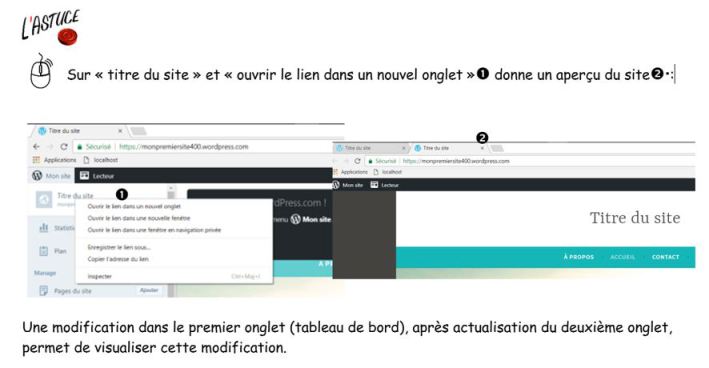 L'ASTUCE
Sur « titre du site » et « ouvrir le lien dans un nouvel onglet »❶ donne un aperçu du site❷·:
Titre du site ×
Sécurisé | https://monpremiersite400.wordpress.com
Applications localhost
Mon site Lecteur
Titre du site ❶
Ouvrir le lien dans un nouvel onglet
Ouvrir le lien dans une nouvelle fenêtre
Ouvrir le lien dans une fenêtre en navigation privée
Enregistrer le lien sous...
Copier l'adresse du lien
Inspecter Ctrl+Maj+I
Statisti
Plan
Manage
Pages du site Ajouter
rdPress.com !
menu Mon site
À P
❷
Titre du site × Titre du site ×
Sécurisé | https://monpremiersite400.wordpress.com
Applications localhost
Mon site Lecteur
Titre du site
À PROPOS ACCUEIL CONTACT
Une modification dans le premier onglet (tableau de bord), après actualisation du deuxième onglet,
permet de visualiser cette modification.